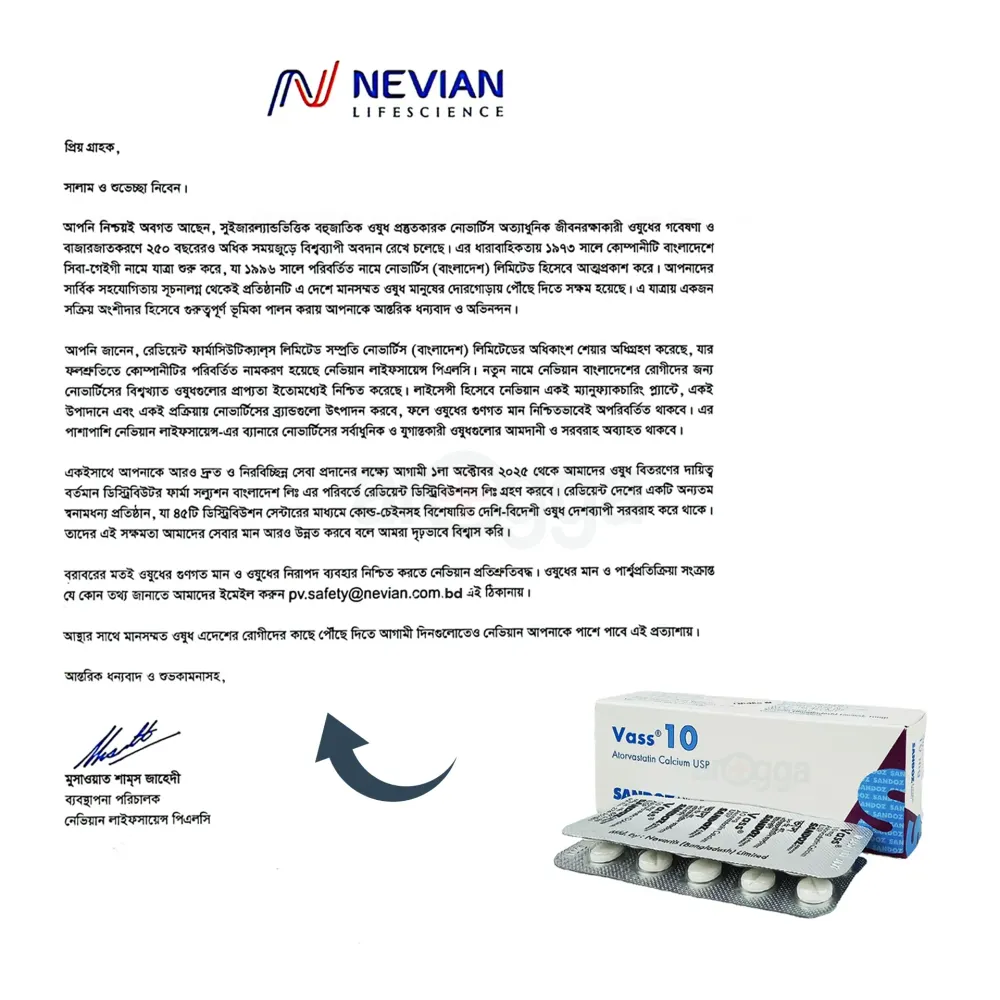 NEVIAN
LIFESCIENCE
প্রিয় গ্রাহক,
সালাম ও শুভেচ্ছা নিবেন।
আপনি নিশ্চয়ই অবগত আছেন, সুইজারল্যান্ডভিত্তিক বহুজাতিক ওষুধ প্রস্তুতকারক নোভার্টিস অত্যাধুনিক জীবনরক্ষাকারী ওষুধের গবেষণা ও
বাজারজাতকরণে ২৫০ বছরেরও অধিক সময়জুড়ে বিশ্বব্যাপী অবদান রেখে চলেছে। এর ধারাবাহিকতায় ১৯৭৩ সালে কোম্পানীটি বাংলাদেশে
সিবা-গেইগী নামে যাত্রা শুরু করে, যা ১৯৯৬ সালে পরিবর্তিত নামে নোভার্টিস (বাংলাদেশ) লিমিটেড হিসেবে আত্মপ্রকাশ করে। আপনাদের
সার্বিক সহযোগিতায় সূচনালগ্ন থেকেই প্রতিষ্ঠানটি এ দেশে মানসম্মত ওষুধ মানুষের দোরগোড়ায় পৌঁছে দিতে সক্ষম হয়েছে। এ যাত্রায় একজন
সক্রিয় অংশীদার হিসেবে গুরুত্বপূর্ণ ভূমিকা পালন করায় আপনাকে আন্তরিক ধন্যবাদ ও অভিনন্দন।
আপনি জানেন, রেডিয়েন্ট ফার্মাসিউটিক্যাল্‌স লিমিটেড সম্প্রতি নোভার্টিস (বাংলাদেশ) লিমিটেডের অধিকাংশ শেয়ার অধিগ্রহণ করেছে, যার
ফলশ্রুতিতে কোম্পানীটির পরিবর্তিত নামকরণ হয়েছে নেভিয়ান লাইফসায়েন্স পিএলসি। নতুন নামে নেভিয়ান বাংলাদেশের রোগীদের জন্য
নোভার্টিসের বিশ্বখ্যাত ওষুধগুলোর প্রাপ্যতা ইতোমধ্যেই নিশ্চিত করেছে। লাইসেন্সী হিসেবে নেভিয়ান একই ম্যানুফ্যাকচারিং প্ল্যান্টে, একই
উপাদানে এবং একই প্রক্রিয়ায় নোভার্টিসের ব্র্যান্ডগুলো উৎপাদন করবে, ফলে ওষুধের গুণগত মান নিশ্চিতভাবেই অপরিবর্তিত থাকবে। এর
পাশাপাশি নেভিয়ান লাইফসায়েন্স-এর ব্যানারে নোভার্টিসের সর্বাধুনিক ও যুগান্তকারী ওষুধগুলোর আমদানী ও সরবরাহ অব্যাহত থাকবে।
একইসাথে আপনাকে আরও দ্রুত ও নিরবিচ্ছিন্ন সেবা প্রদানের লক্ষ্যে আগামী ১লা অক্টোবর ২০২৫ থেকে আমাদের ওষুধ বিতরণের দায়িত্ব
বর্তমান ডিস্ট্রিবিউটর ফার্মা সল্যুশন বাংলাদেশ লিঃ এর পরিবর্তে রেডিয়েন্ট ডিস্ট্রিবিউশনস লিঃ গ্রহণ করবে। রেডিয়েন্ট দেশের একটি অন্যতম
স্বনামধন্য প্রতিষ্ঠান, যা ৪৫টি ডিস্ট্রিবিউশন সেন্টারের মাধ্যমে কোল্ড-চেইনসহ বিশেষায়িত দেশি-বিদেশী ওষুধ দেশব্যাপী সরবরাহ করে থাকে।
তাদের এই সক্ষমতা আমাদের সেবার মান আরও উন্নত করবে বলে আমরা দৃঢ়ভাবে বিশ্বাস করি।
বরাবরের মতই ওষুধের গুণগত মান ও ওষুধের নিরাপদ ব্যবহার নিশ্চিত করতে নেভিয়ান প্রতিশ্রুতিবদ্ধ। ওষুধের মান ও পার্শ্বপ্রতিক্রিয়া সংক্রান্ত
যে কোন তথ্য জানাতে আমাদের ইমেইল করুন pv.safety@nevian.com.bd এই ঠিকানায়।
আস্থার সাথে মানসম্মত ওষুধ এদেশের রোগীদের কাছে পৌঁছে দিতে আগামী দিনগুলোতেও নেভিয়ান আপনাকে পাশে পাবে এই প্রত্যাশায়।
আন্তরিক ধন্যবাদ ও শুভকামনাসহ,
মুসাওয়াত শাম্‌স জাহেদী
ব্যবস্থাপনা পরিচালক
নেভিয়ান লাইফসায়েন্স পিএলসি
Vass® 10
Atorvastatin Calcium USP
SANDOZ
Vass®
SANDOZ
Mfd. by : Novartis (Bangladesh) Limited